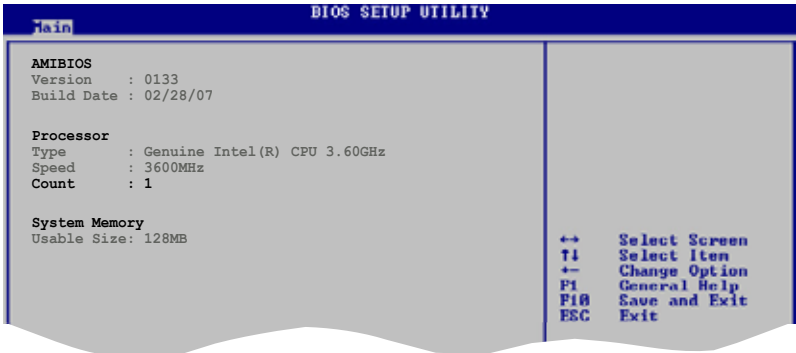 BIOS SETUP UTILITY
Main
AMIBIOS
Version : 0133
Build Date : 02/28/07
Processor
Type : Genuine Intel(R) CPU 3.60GHz
Speed : 3600MHz
Count : 1
System Memory
Usable Size: 128MB
←→ Select Screen
↑↓ Select Item
+- Change Option
F1 General Help
F10 Save and Exit
ESC Exit